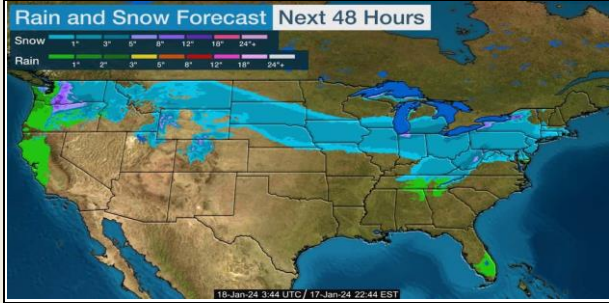 Rain and Snow Forecast Next 48 Hours
Snow 1" 3" 5" 8" 12" 18" 24"+
Rain 1" 2" 3" 5" 8" 12" 18" 24"+
18-Jan-24 3:44 UTC / 17-Jan-24 22:44 EST